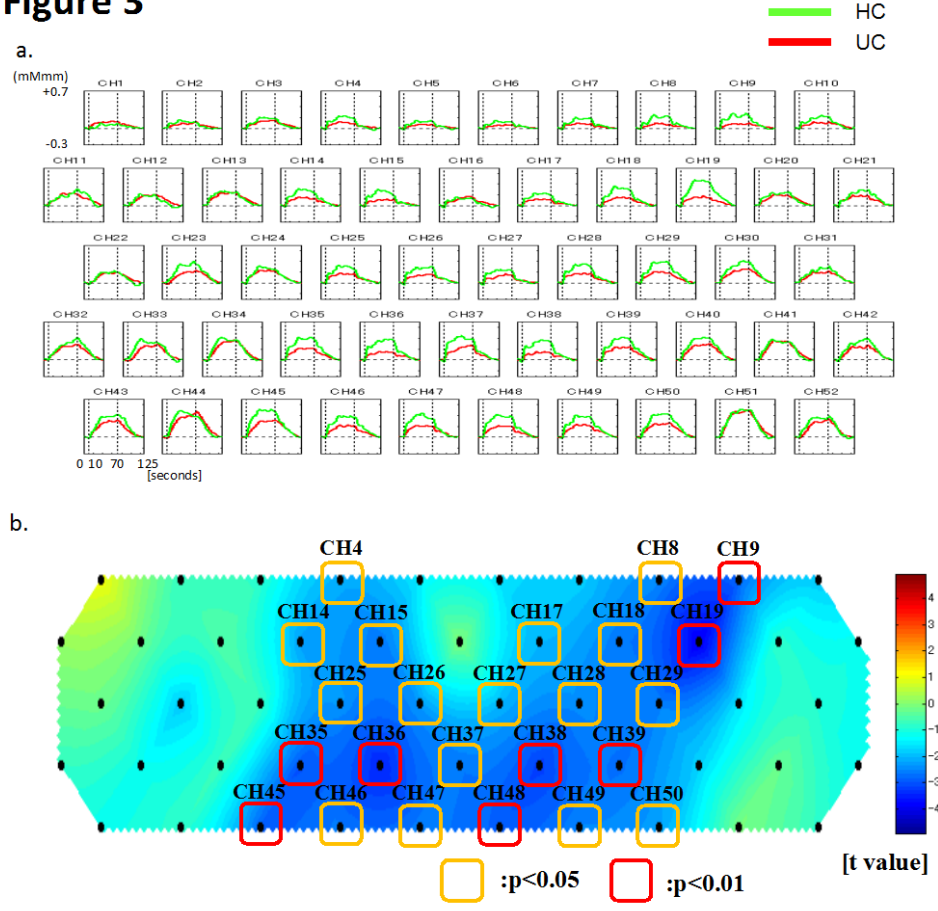 Figure 3
HC
UC
a.
(mMmm)
+0.7
-0.3
CH1 CH2 CH3 CH4 CH5 CH6 CH7 CH8 CH9 CH10
CH11 CH12 CH13 CH14 CH15 CH16 CH17 CH18 CH19 CH20 CH21
CH22 CH23 CH24 CH25 CH26 CH27 CH28 CH29 CH30 CH31
CH32 CH33 CH34 CH35 CH36 CH37 CH38 CH39 CH40 CH41 CH42
CH43 CH44 CH45 CH46 CH47 CH48 CH49 CH50 CH51 CH52
0 10 70 125
[seconds]
b.
CH4 CH8 CH9
CH14 CH15 CH17 CH18 CH19
CH25 CH26 CH27 CH28 CH29
CH35 CH36 CH37 CH38 CH39
CH45 CH46 CH47 CH48 CH49 CH50
4
3
2
1
0
-1
-2
-3
-4
[t value]
:p<0.05 :p<0.01